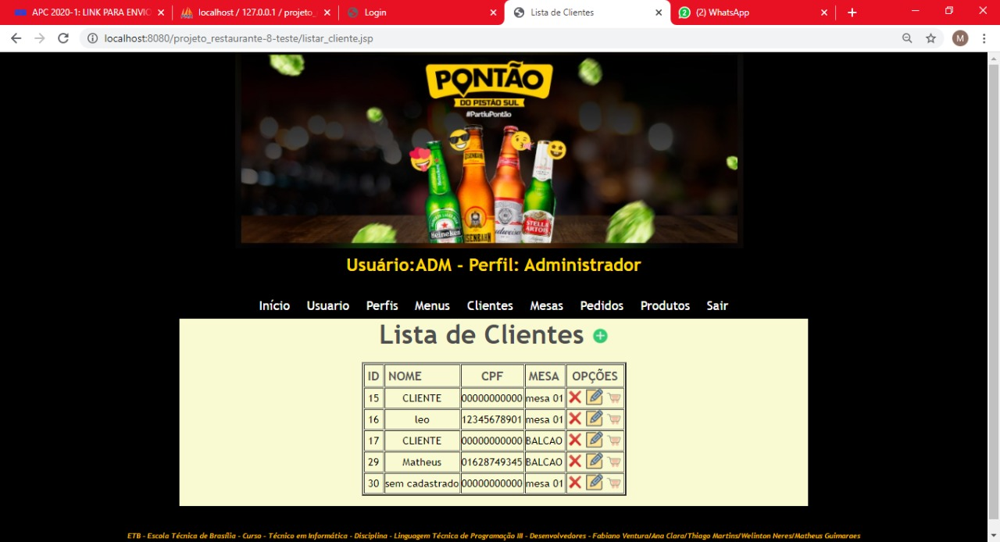 APC 2020-1: LINK PARA ENVIO
localhost / 127.0.0.1 / projeto_
Login
Lista de Clientes
(2) WhatsApp
localhost:8080/projeto_restaurante-8-teste/listar_cliente.jsp
M
PONTÃO
DO PISTÃO SUL
#PartiuPontão
Heineken
EISENBAHN
Budweiser
STELLA
ARTOIS
Usuário:ADM - Perfil: Administrador
Início Usuario Perfis Menus Clientes Mesas Pedidos Produtos Sair
Lista de Clientes
ID NOME CPF MESA OPÇÕES
15 CLIENTE 00000000000 mesa 01
16 leo 12345678901 mesa 01
17 CLIENTE 00000000000 BALCAO
29 Matheus 01628749345 BALCAO
30 sem cadastrado 00000000000 mesa 01
ETB - Escola Técnica de Brasília - Curso - Técnico em Informática - Disciplina - Linguagem Técnica de Programação III - Desenvolvedores - Fabiano Ventura/Ana Clara/Thiago Martins/Welinton Neres/Matheus Guimaraes